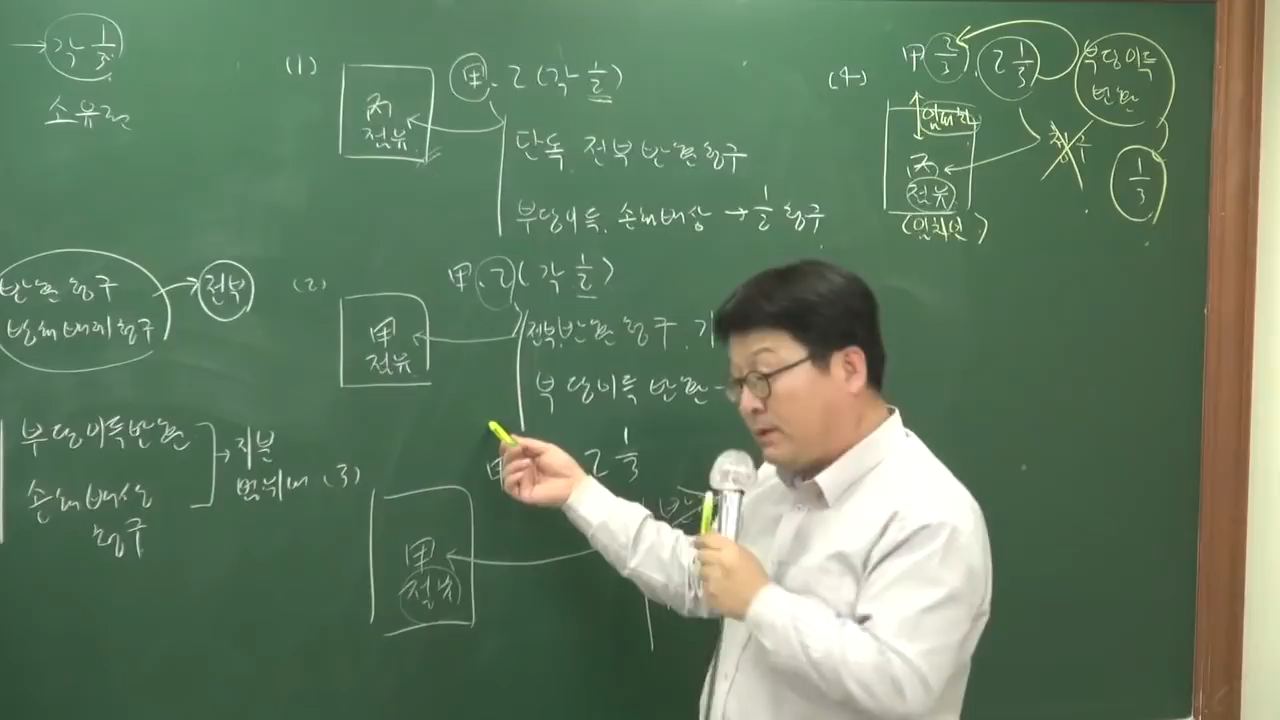 각 1/3
소유권
반환청구
방해배제청구
전부
부당이득반환
손해배상
청구
지분
범위내
(1)
丙
점유
甲. 乙 (각 1/2)
단독 전부반환청구
부당이득. 손해배상 → 1/2 청구
(2)
甲
점유
甲. 乙 (각 1/2)
전부반환청구.
부당이득 반환
(3)
甲
점유
甲
乙 1/3
(4)
甲 2/3. 乙 1/3
부당이득
반환
1/3
임대차
丙
점유
(임차인)